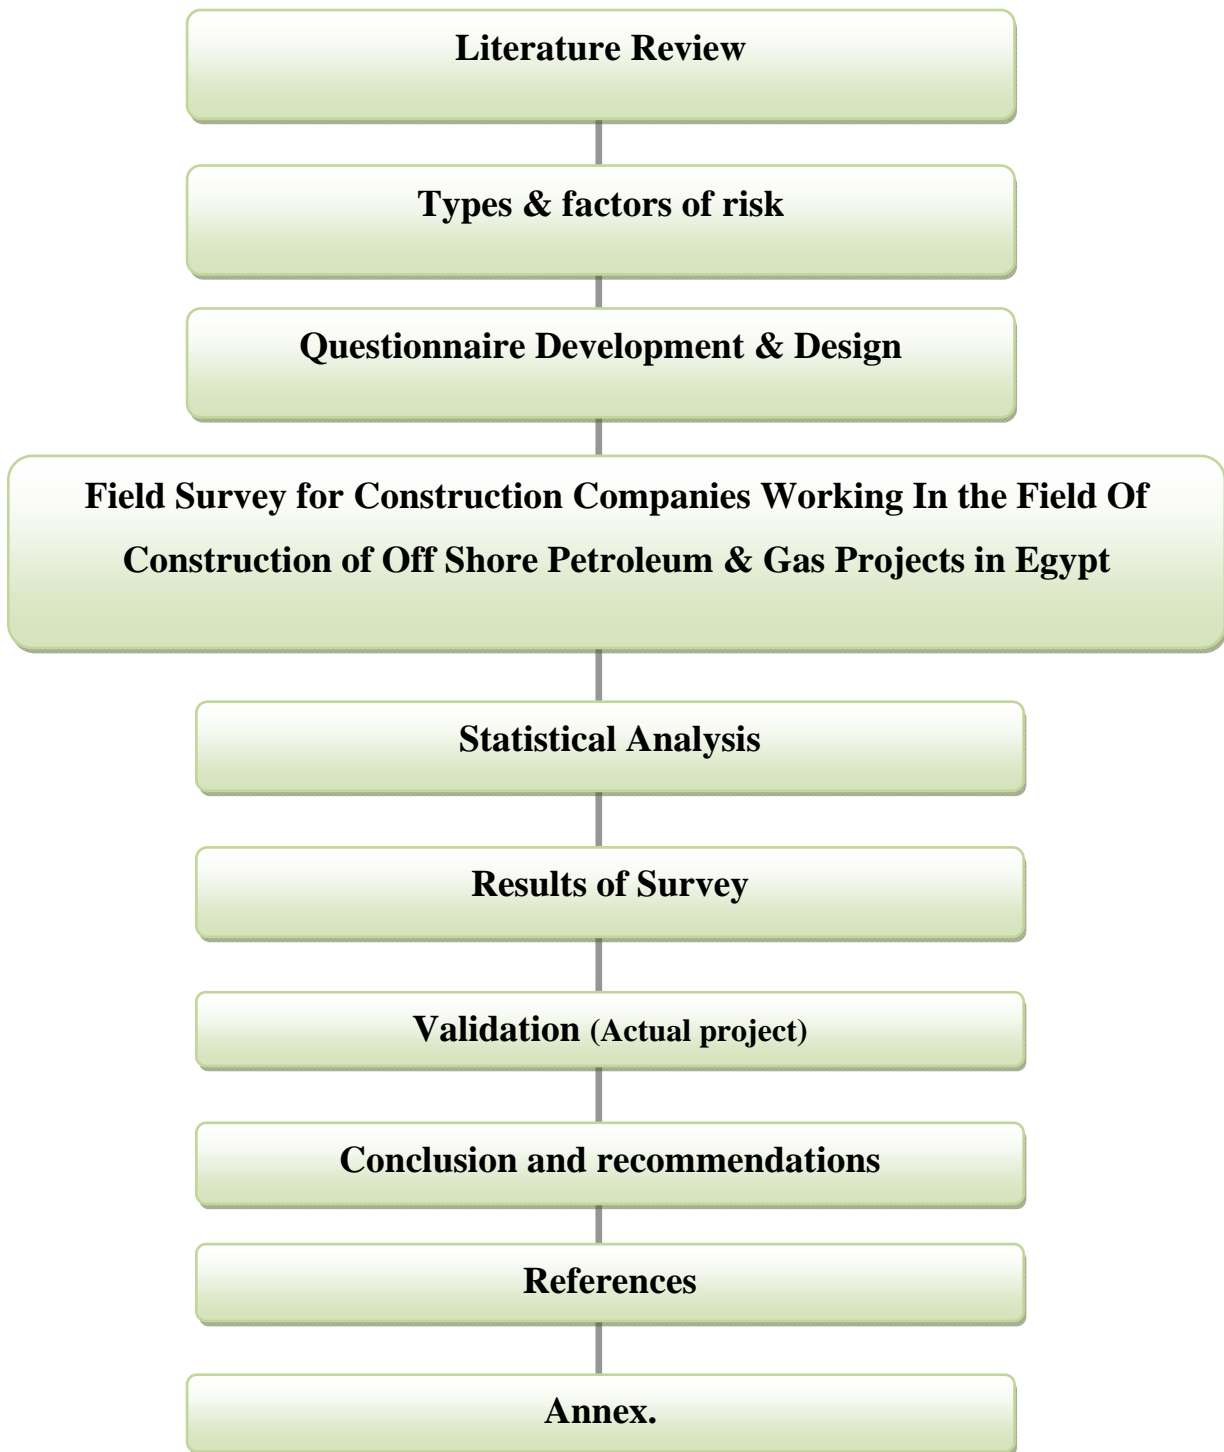 Literature Review
Types & factors of risk
Questionnaire Development & Design
Field Survey for Construction Companies Working In the Field Of
Construction of Off Shore Petroleum & Gas Projects in Egypt
Statistical Analysis
Results of Survey
Validation (Actual project)
Conclusion and recommendations
References
Annex.